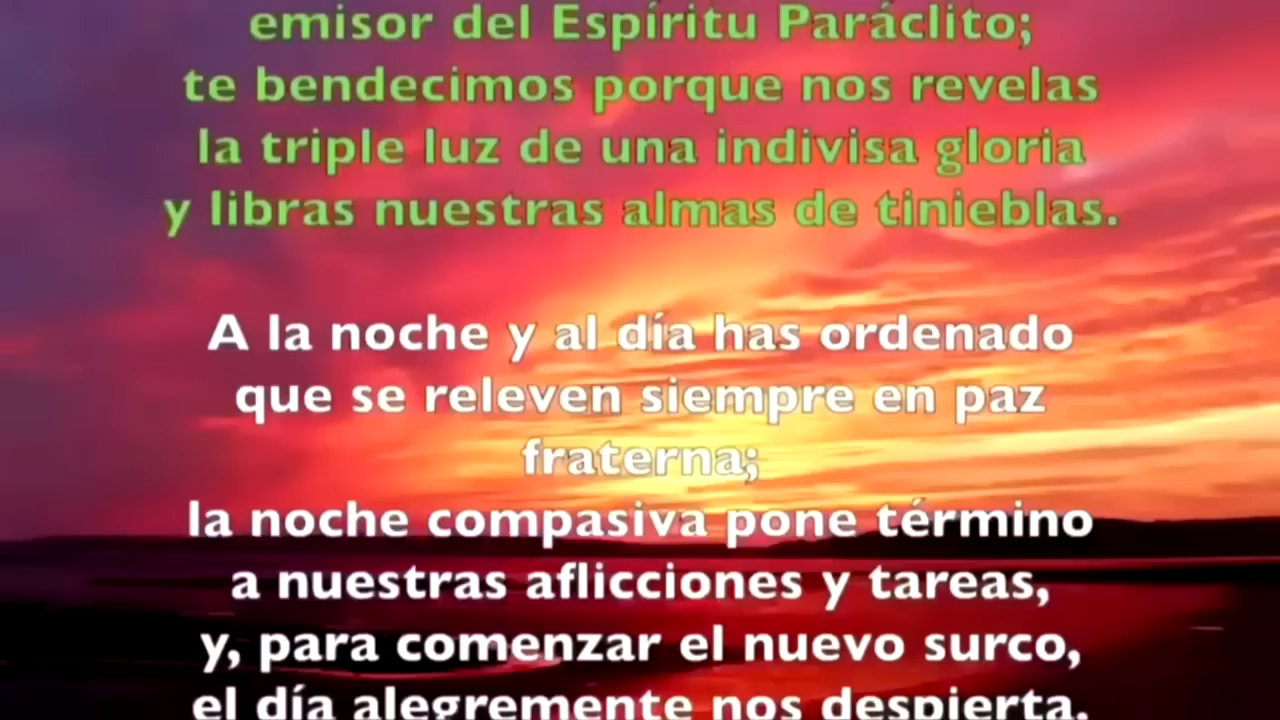 emisor del Espíritu Paráclito;
te bendecimos porque nos revelas
la triple luz de una indivisa gloria
y libras nuestras almas de tinieblas.
A la noche y al día has ordenado
que se releven siempre en paz
fraterna;
la noche compasiva pone término
a nuestras aflicciones y tareas,
y, para comenzar el nuevo surco,
el día alegremente nos despierta.